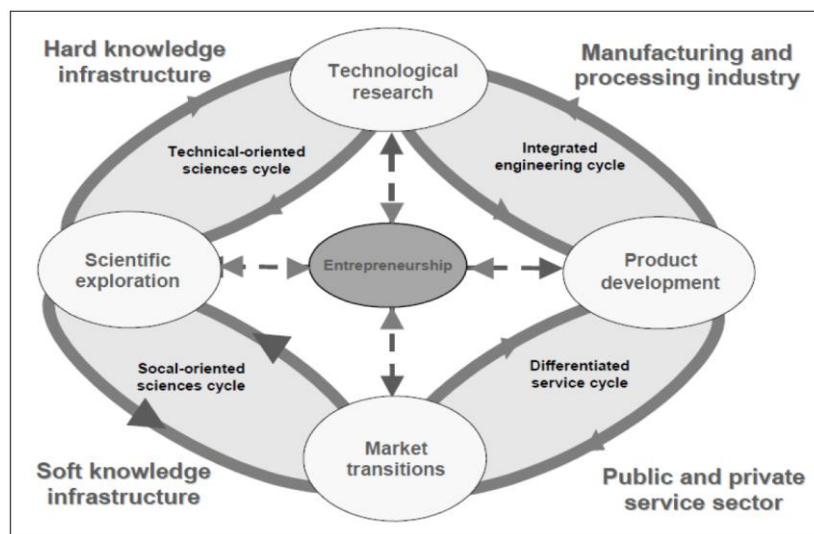 Hard knowledge
infrastructure
Technological
research
Manufacturing and
processing industry
Technical-oriented
sciences cycle
Integrated
engineering cycle
Scientific
exploration
Entrepreneurship
Product
development
Socal-oriented
sciences cycle
Differentiated
service cycle
Soft knowledge
infrastructure
Market
transitions
Public and private
service sector